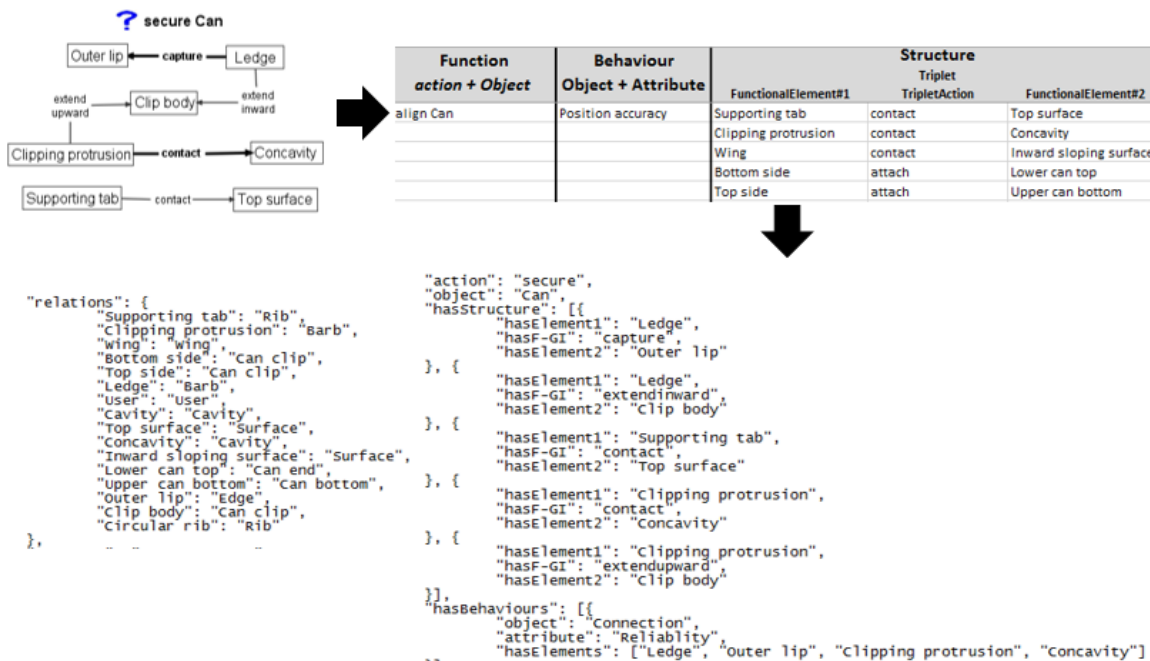 ? secure Can
Outer lip capture Ledge
extend upward Clip body extend inward
Clipping protrusion contact Concavity
Supporting tab contact Top surface
Function Behaviour Structure
action + Object Object + Attribute Triplet
FunctionalElement#1 TripletAction FunctionalElement#2
align Can Position accuracy Supporting tab contact Top surface
Clipping protrusion contact Concavity
Wing contact Inward sloping surface
Bottom side attach Lower can top
Top side attach Upper can bottom
"relations": {
"Supporting tab": "Rib",
"Clipping protrusion": "Barb",
"Wing": "Wing",
"Bottom side": "Can clip",
"Top side": "Can clip",
"Ledge": "Barb",
"User": "User",
"Cavity": "Cavity",
"Top surface": "Surface",
"Concavity": "Cavity",
"Inward sloping surface": "Surface",
"Lower can top": "Can end",
"Upper can bottom": "Can bottom",
"Outer lip": "Edge",
"Clip body": "Can clip",
"Circular rib": "Rib"
},
"action": "secure",
"object": "Can",
"hasStructure": [{
"hasElement1": "Ledge",
"hasF-GI": "capture",
"hasElement2": "Outer lip"
}, {
"hasElement1": "Ledge",
"hasF-GI": "extendinward",
"hasElement2": "Clip body"
}, {
"hasElement1": "Supporting tab",
"hasF-GI": "contact",
"hasElement2": "Top surface"
}, {
"hasElement1": "Clipping protrusion",
"hasF-GI": "contact",
"hasElement2": "Concavity"
}, {
"hasElement1": "Clipping protrusion",
"hasF-GI": "extendupward",
"hasElement2": "Clip body"
}],
"hasBehaviours": [{
"object": "Connection",
"attribute": "Reliablity",
"hasElements": ["Ledge", "Outer lip", "Clipping protrusion", "Concavity"]